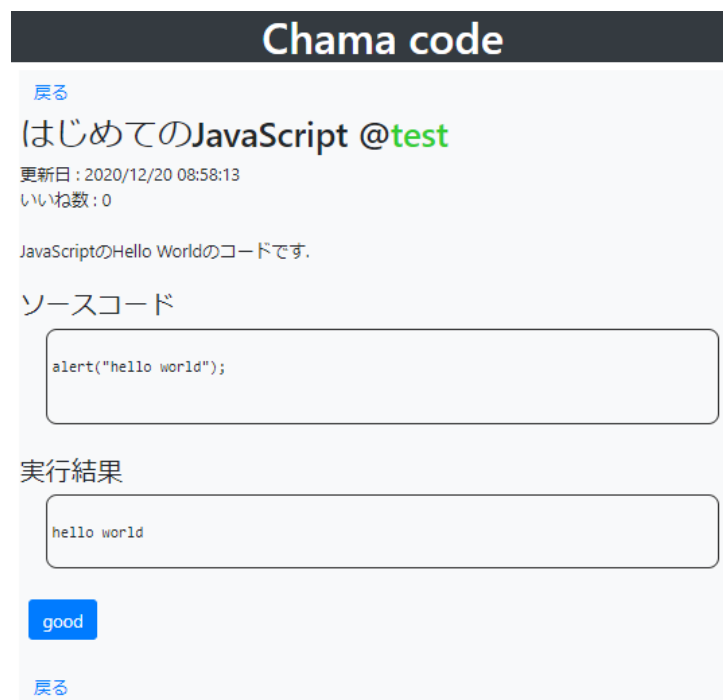 Chama code
戻る
はじめてのJavaScript @test
更新日 : 2020/12/20 08:58:13
いいね数 : 0
JavaScriptのHello Worldのコードです.
ソースコード
alert("hello world");
実行結果
hello world
good
戻る